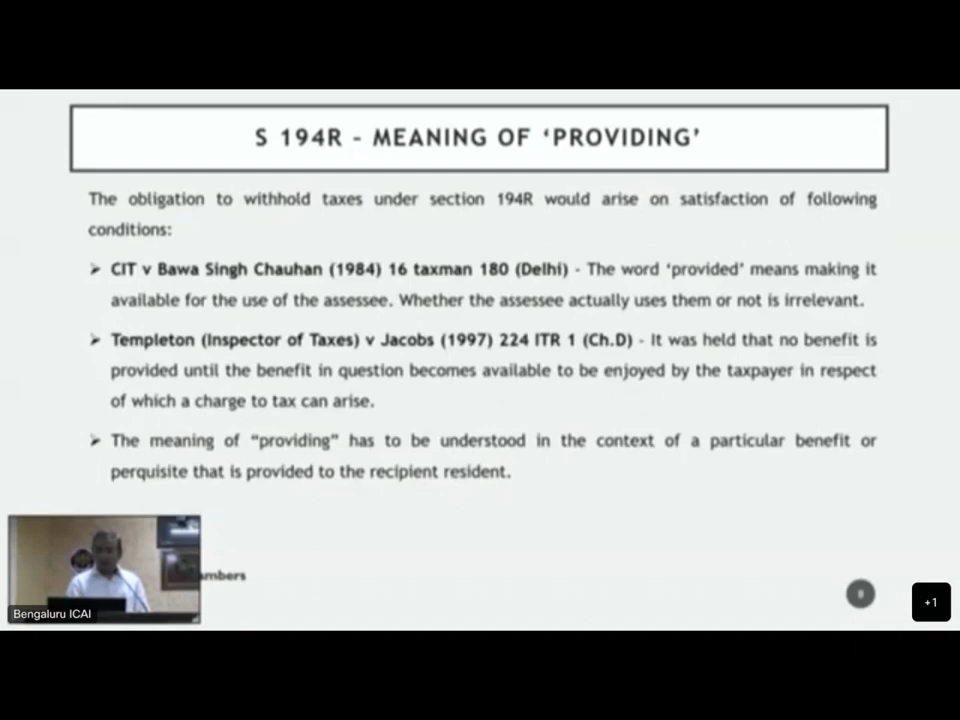 S 194R – MEANING OF ‘PROVIDING’
The obligation to withhold taxes under section 194R would arise on satisfaction of following
conditions:
➢ CIT v Bawa Singh Chauhan (1984) 16 taxman 180 (Delhi) - The word ‘provided’ means making it
available for the use of the assessee. Whether the assessee actually uses them or not is irrelevant.
➢ Templeton (Inspector of Taxes) v Jacobs (1997) 224 ITR 1 (Ch.D) - It was held that no benefit is
provided until the benefit in question becomes available to be enjoyed by the taxpayer in respect
of which a charge to tax can arise.
➢ The meaning of “providing” has to be understood in the context of a particular benefit or
perquisite that is provided to the recipient resident.
ambers
Bengaluru ICAI
+1